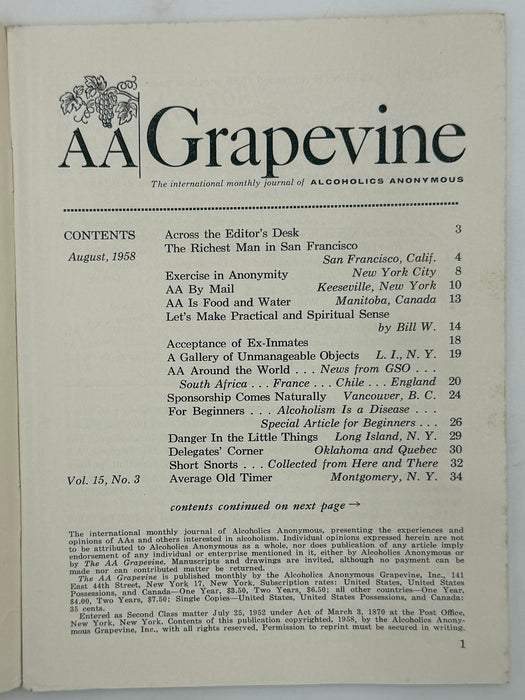 AA Grapevine
The international monthly journal of ALCOHOLICS ANONYMOUS
CONTENTS
August, 1958
Across the Editor's Desk 3
The Richest Man in San Francisco
San Francisco, Calif. 4
Exercise in Anonymity New York City 8
AA By Mail Keeseville, New York 10
AA Is Food and Water Manitoba, Canada 13
Let's Make Practical and Spiritual Sense
by Bill W. 14
Acceptance of Ex-Inmates 18
A Gallery of Unmanageable Objects L. I., N. Y. 19
AA Around the World . . . News from GSO . . .
South Africa . . . France . . . Chile . . . England 20
Sponsorship Comes Naturally Vancouver, B. C. 24
For Beginners . . . Alcoholism Is a Disease . . .
Special Article for Beginners . . . 26
Danger In the Little Things Long Island, N. Y. 29
Delegates' Corner Oklahoma and Quebec 30
Short Snorts . . . Collected from Here and There 32
Vol. 15, No. 3 Average Old Timer Montgomery, N. Y. 34
contents continued on next page →
The international monthly journal of Alcoholics Anonymous, presenting the experiences and
opinions of AAs and others interested in alcoholism. Individual opinions expressed herein are not
to be attributed to Alcoholics Anonymous as a whole, nor does publication of any article imply
endorsement of any individual or enterprise mentioned in it, either by Alcoholics Anonymous or
by The AA Grapevine. Manuscripts and drawings are invited, although no payment can be
made nor can contributed matter be returned.
The AA Grapevine is published monthly by the Alcoholics Anonymous Grapevine, Inc., 141
East 44th Street, New York 17, New York. Subscription rates: United States, United States
Possessions, and Canada—One Year, $3.50, Two Years, $6.50; all other countries—One Year,
$4.00, Two Years, $7.50; Single Copies—United States, United States Possessions, and Canada:
35 cents.
Entered as Second Class matter July 25, 1952 under Act of March 3, 1870 at the Post Office,
New York, New York. Contents of this publication copyrighted, 1958, by the Alcoholics Anony-
mous Grapevine, Inc., with all rights reserved. Permission to reprint must be secured in writing.
1